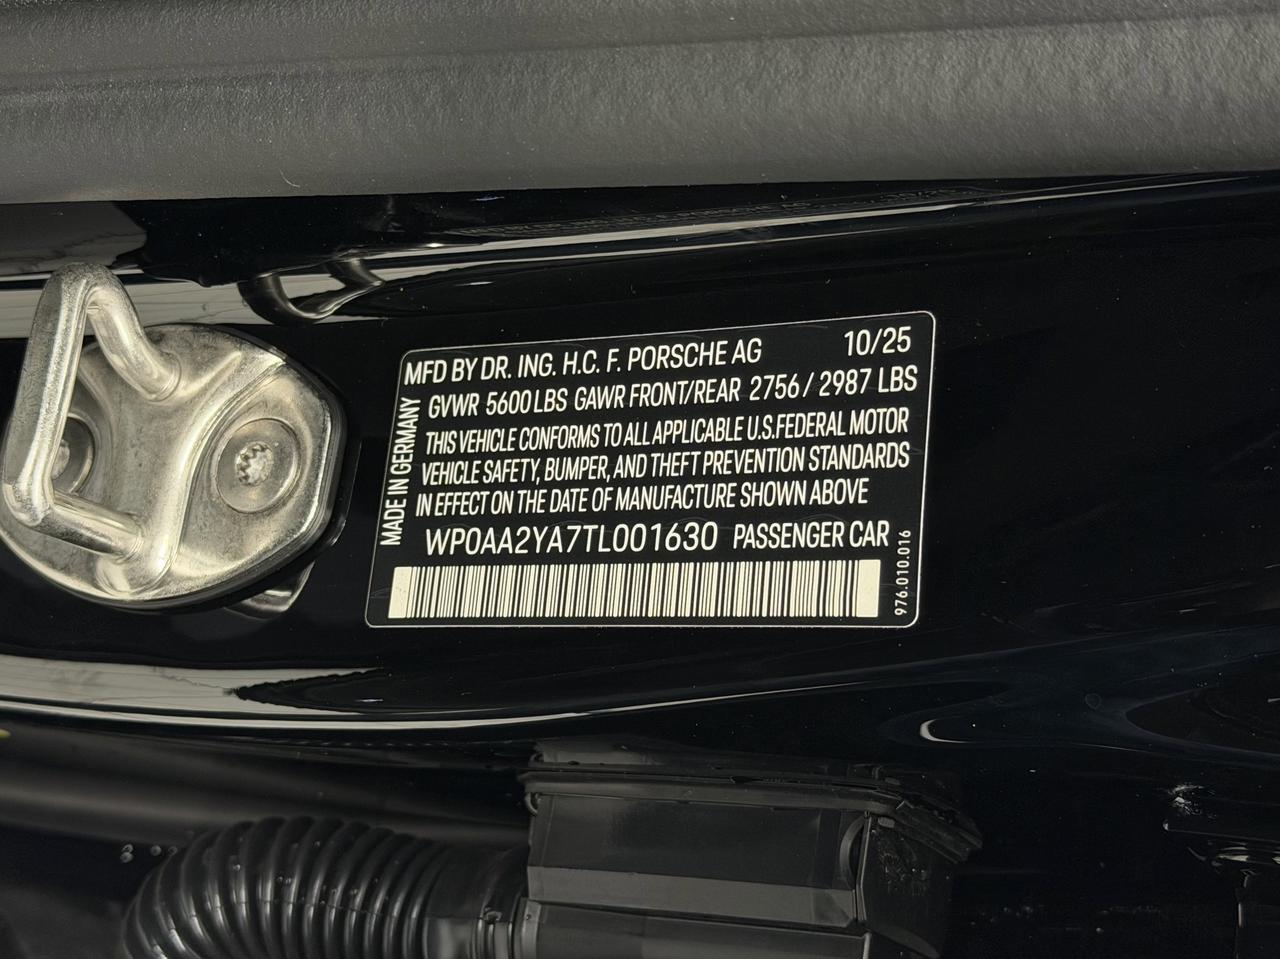 MFD BY DR. ING. H.C. F. PORSCHE AG 10/25
GVWR 5600 LBS GAWR FRONT/REAR 2756 / 2987 LBS
THIS VEHICLE CONFORMS TO ALL APPLICABLE U.S.FEDERAL MOTOR
VEHICLE SAFETY, BUMPER, AND THEFT PREVENTION STANDARDS
IN EFFECT ON THE DATE OF MANUFACTURE SHOWN ABOVE
WP0AA2YA7TL001630 PASSENGER CAR
MADE IN GERMANY
976.010.016